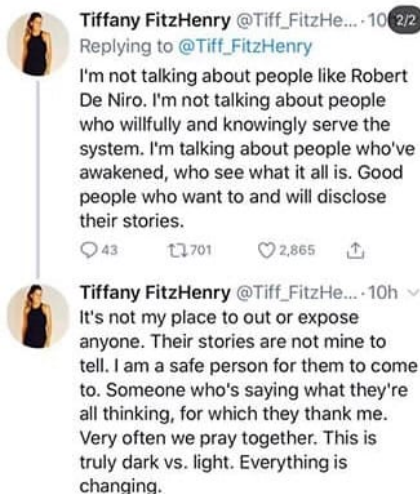 Tiffany FitzHenry @Tiff_FitzHe... · 10 2/2
Replying to @Tiff_FitzHenry
I'm not talking about people like Robert
De Niro. I'm not talking about people
who willfully and knowingly serve the
system. I'm talking about people who've
awakened, who see what it all is. Good
people who want to and will disclose
their stories.
43 701 2,865
Tiffany FitzHenry @Tiff_FitzHe... · 10h
It's not my place to out or expose
anyone. Their stories are not mine to
tell. I am a safe person for them to come
to. Someone who's saying what they're
all thinking, for which they thank me.
Very often we pray together. This is
truly dark vs. light. Everything is
changing.